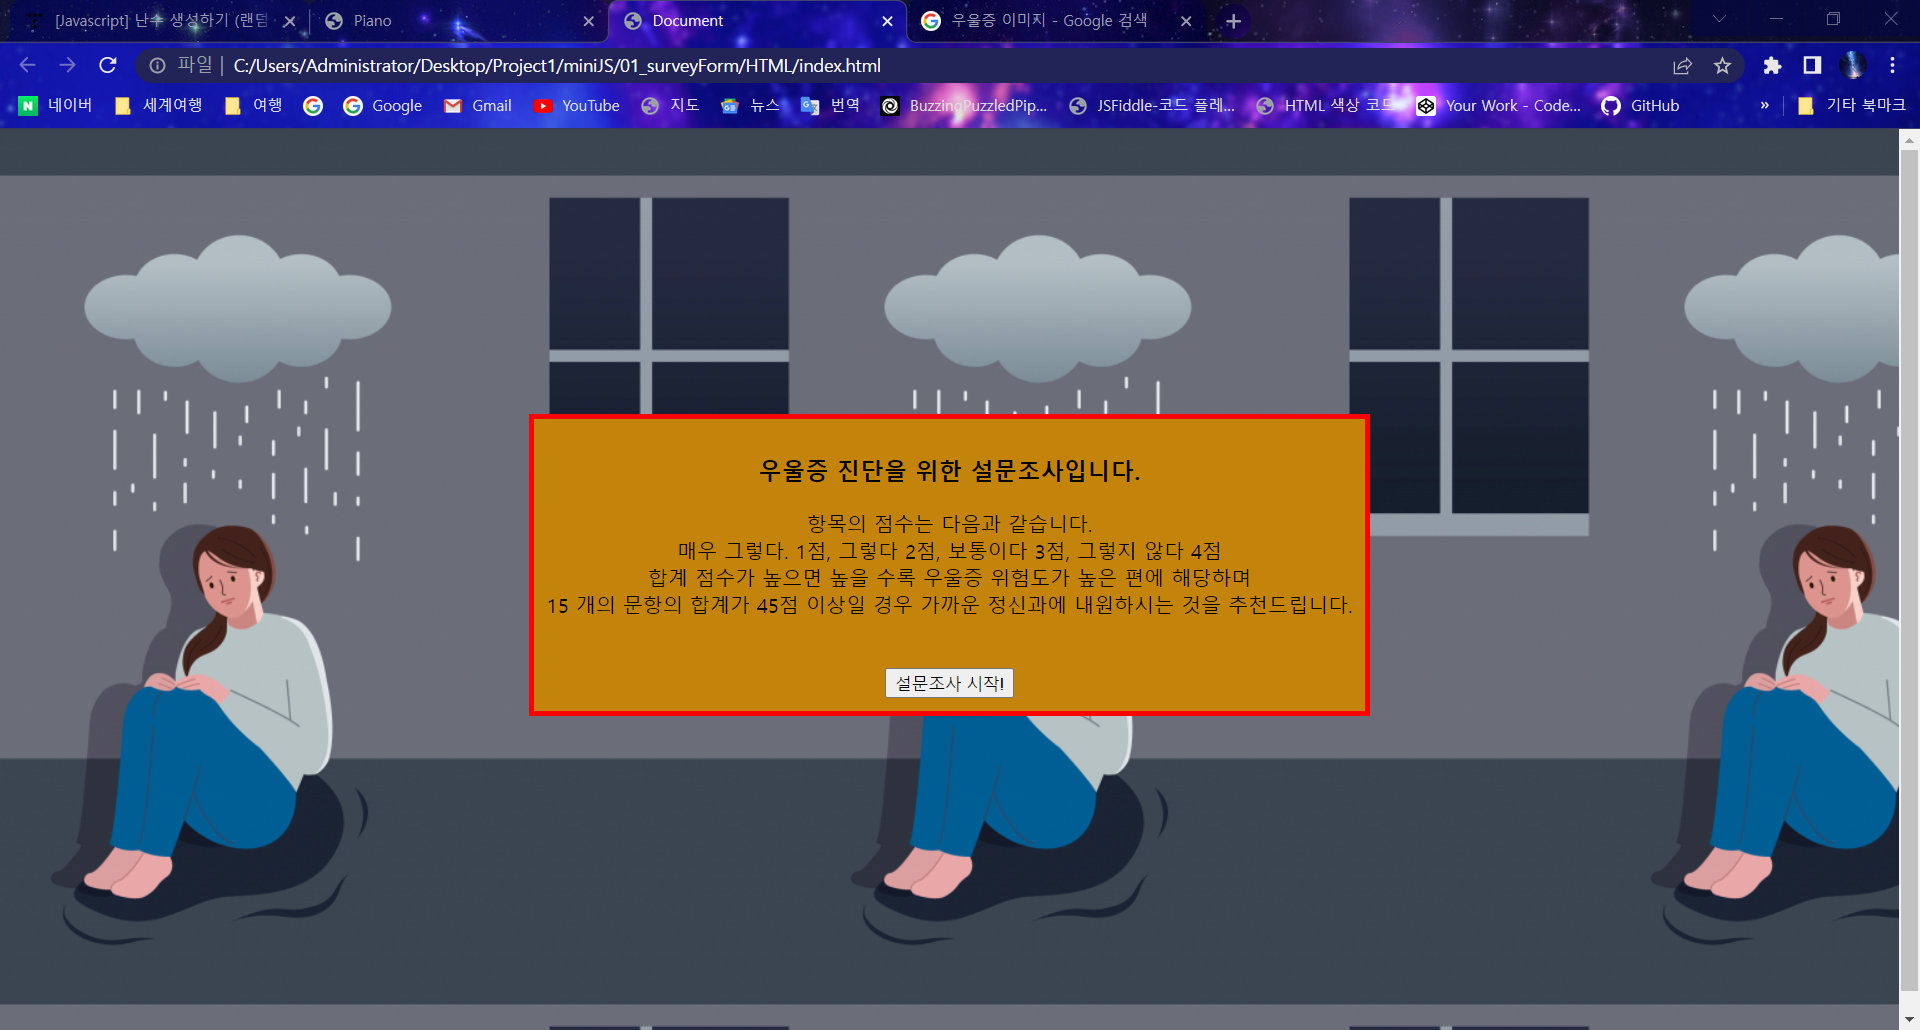 [Javascript] 난수 생성하기 (랜덤
Piano
Document
우울증 이미지 - Google 검색
파일
C:/Users/Administrator/Desktop/Project1/miniJS/01_surveyForm/HTML/index.html
네이버
세계여행
여행
Google
Gmail
YouTube
지도
뉴스
번역
BuzzingPuzzledPip...
JSFiddle-코드 플레...
HTML 색상 코드
Your Work - Code...
GitHub
»
기타 북마크
우울증 진단을 위한 설문조사입니다.
항목의 점수는 다음과 같습니다.
매우 그렇다. 1점, 그렇다 2점, 보통이다 3점, 그렇지 않다 4점
합계 점수가 높으면 높을 수록 우울증 위험도가 높은 편에 해당하며
15 개의 문항의 합계가 45점 이상일 경우 가까운 정신과에 내원하시는 것을 추천드립니다.
설문조사 시작!